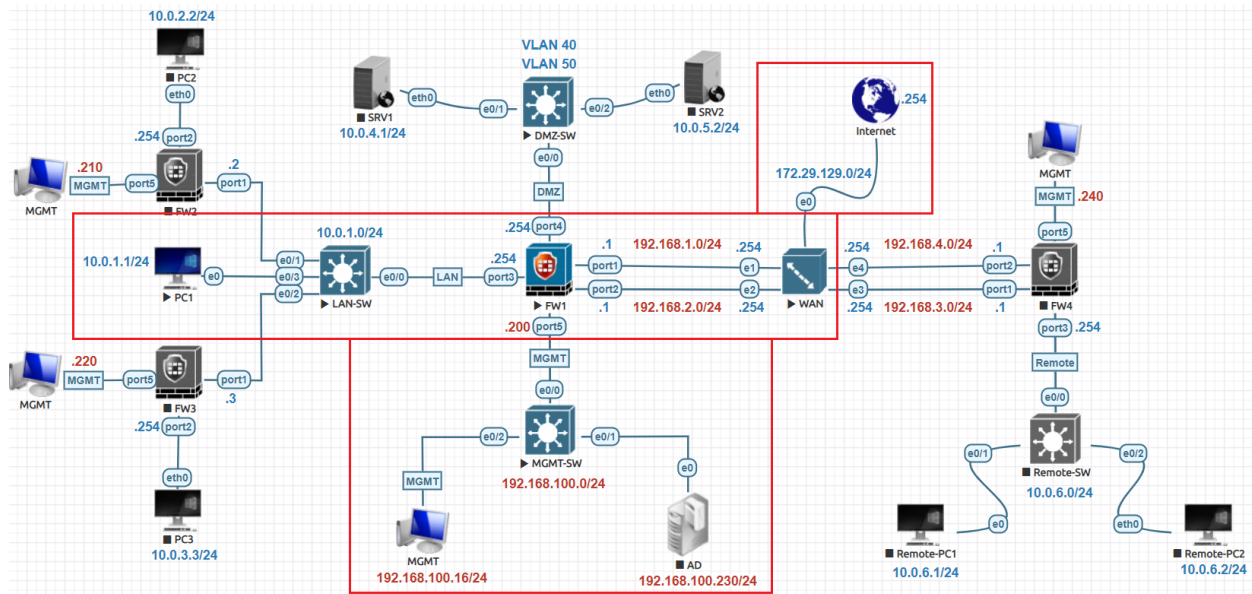 10.0.2.2/24
PC2
eth0
.254
port2
.210
MGMT
port5
MGMT
FW2
port1
.2
VLAN 40
VLAN 50
SRV1
10.0.4.1/24
eth0
e0/1
DMZ-SW
e0/2
eth0
SRV2
10.0.5.2/24
e0/0
DMZ
.254
port4
Internet
.254
172.29.129.0/24
e0
MGMT
MGMT
.240
port5
10.0.1.1/24
PC1
e0
10.0.1.0/24
e0/1
e0/3
e0/2
LAN-SW
e0/0
LAN
.254
port3
FW1
.1
port1
192.168.1.0/24
.254
e1
port2
.1
192.168.2.0/24
e2
.254
WAN
.254
e4
192.168.4.0/24
.1
port2
e3
.254
192.168.3.0/24
port1
.1
FW4
.200
port5
MGMT
e0/0
port3
.254
Remote
e0/0
.220
MGMT
port5
MGMT
FW3
port1
.3
.254
port2
eth0
PC3
10.0.3.3/24
e0/2
e0/1
MGMT-SW
192.168.100.0/24
MGMT
MGMT
192.168.100.16/24
e0
AD
192.168.100.230/24
e0/1
e0/2
Remote-SW
10.0.6.0/24
e0
Remote-PC1
10.0.6.1/24
eth0
Remote-PC2
10.0.6.2/24